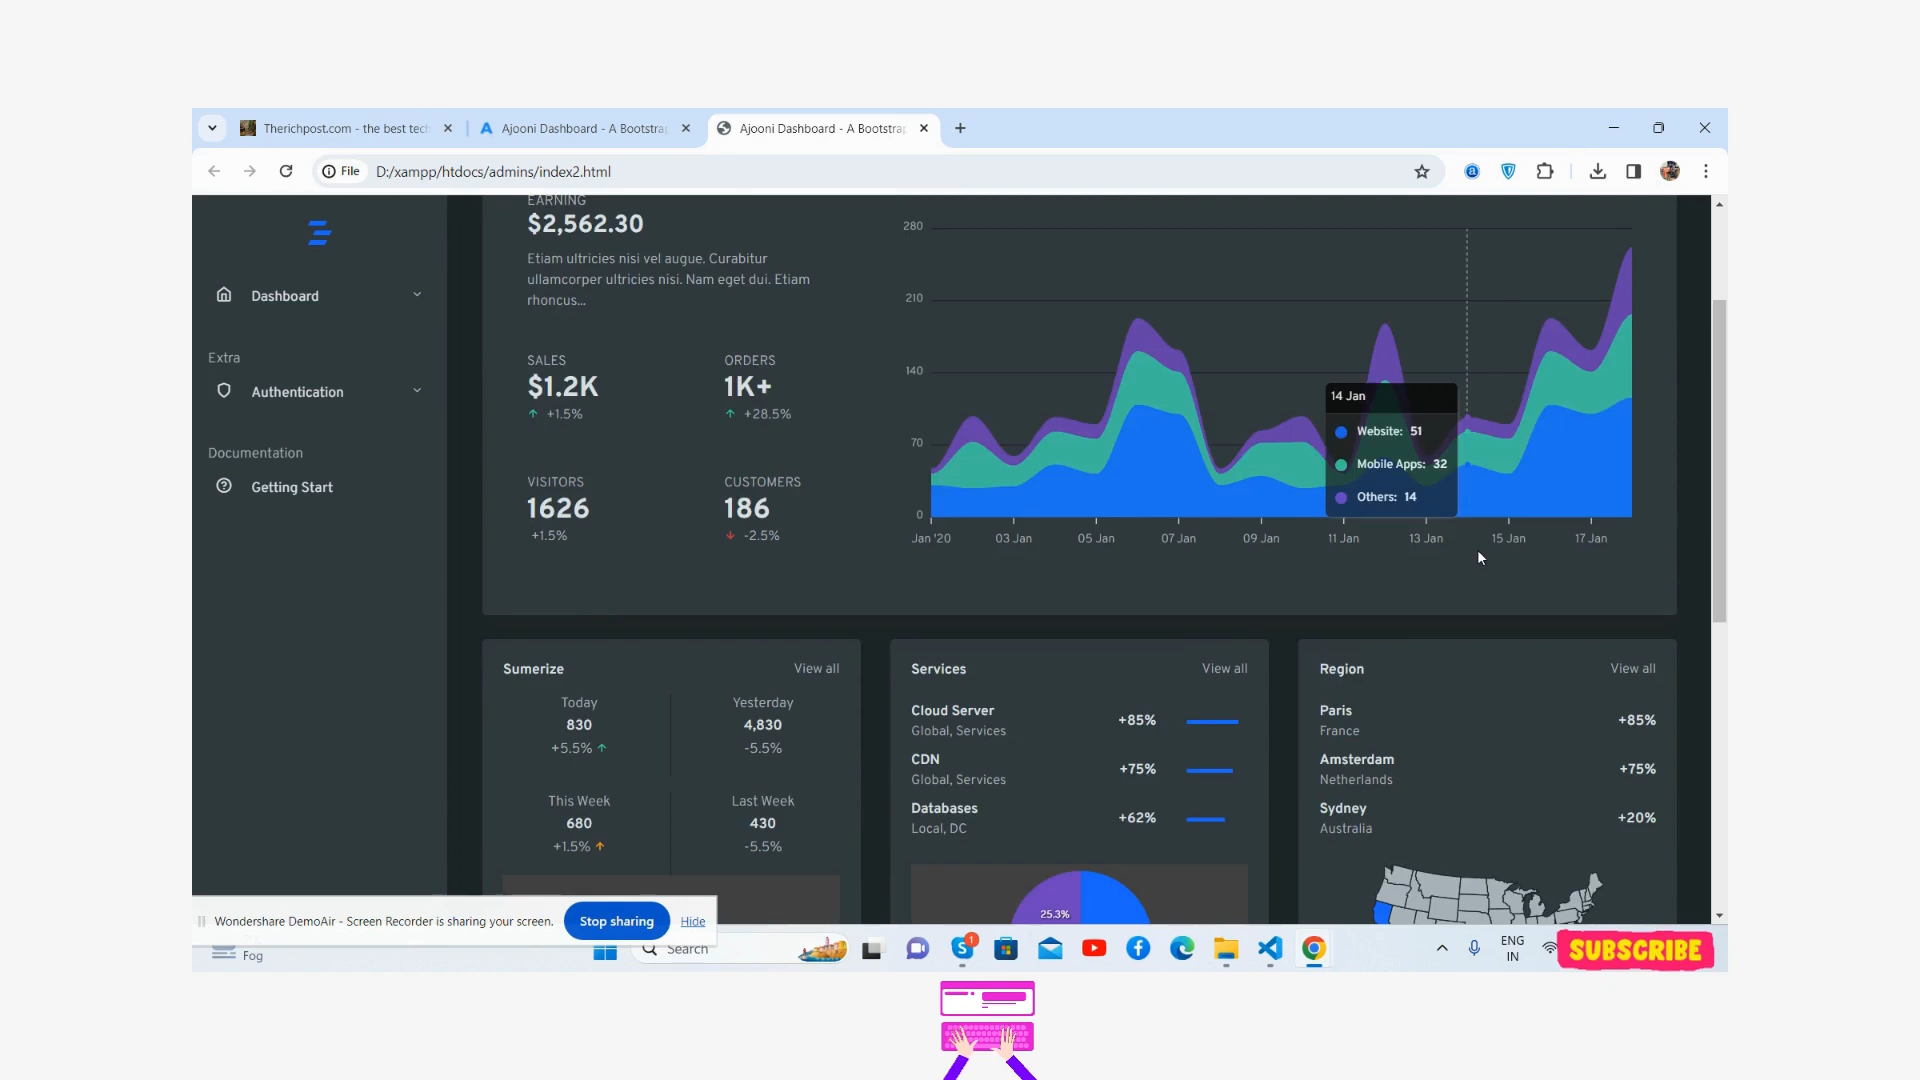 Therichpost.com - the best tech
Ajooni Dashboard - A Bootstrap
Ajooni Dashboard - A Bootstrap
File
D:/xampp/htdocs/admins/index2.html
Dashboard
Extra
Authentication
Documentation
Getting Start
EARNING
$2,562.30
Etiam ultricies nisi vel augue. Curabitur
ullamcorper ultricies nisi. Nam eget dui. Etiam
rhoncus...
SALES
$1.2K
+1.5%
ORDERS
1K+
+28.5%
VISITORS
1626
+1.5%
CUSTOMERS
186
-2.5%
280
210
140
70
0
Jan '20
03 Jan
05 Jan
07 Jan
09 Jan
11 Jan
13 Jan
15 Jan
17 Jan
14 Jan
Website: 51
Mobile Apps: 32
Others: 14
Sumerize
View all
Today
830
+5.5%
Yesterday
4,830
-5.5%
This Week
680
+1.5%
Last Week
430
-5.5%
Services
View all
Cloud Server
Global, Services
+85%
CDN
Global, Services
+75%
Databases
Local, DC
+62%
25.3%
Region
View all
Paris
France
+85%
Amsterdam
Netherlands
+75%
Sydney
Australia
+20%
Wondershare DemoAir - Screen Recorder is sharing your screen.
Stop sharing
Hide
Fog
Search
1
ENG
IN
SUBSCRIBE